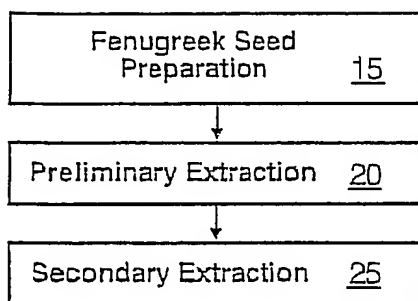 Fenugreek Seed
Preparation 15
Preliminary Extraction 20
Secondary Extraction 25